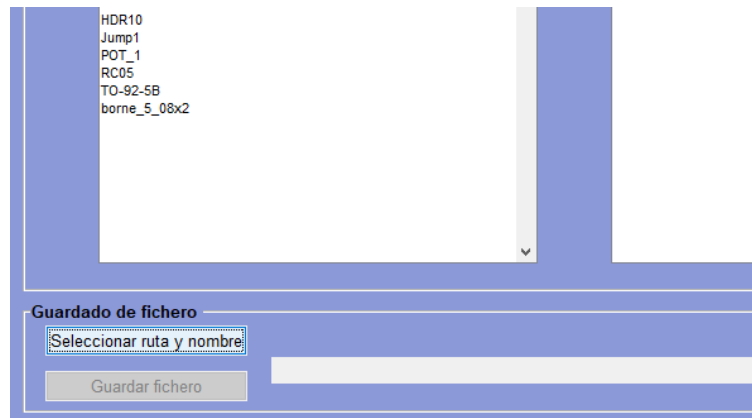 HDR10
Jump1
POT_1
RC05
TO-92-5B
borne_5_08x2
Guardado de fichero
Seleccionar ruta y nombre
Guardar fichero